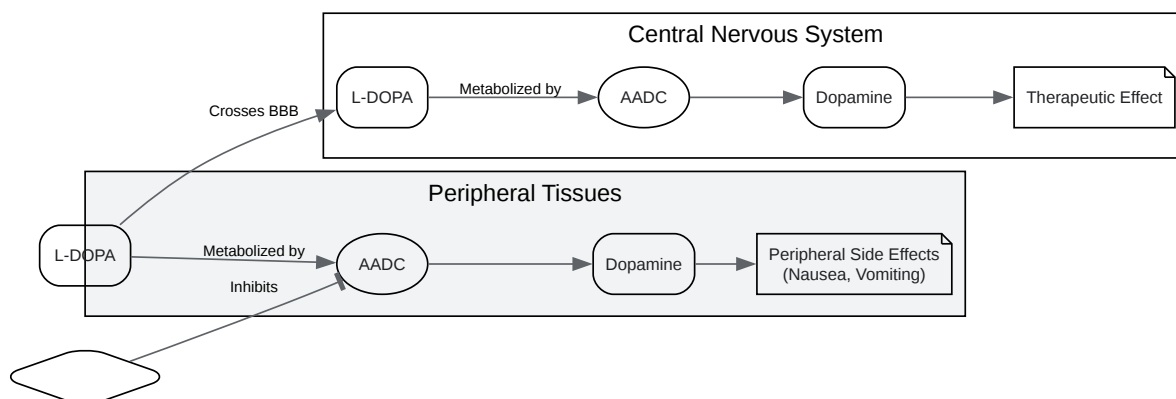 Central Nervous System
L-DOPA
Metabolized by
AADC
Dopamine
Therapeutic Effect
Crosses BBB
Peripheral Tissues
L-DOPA
Metabolized by
AADC
Dopamine
Peripheral Side Effects
(Nausea, Vomiting)
Inhibits